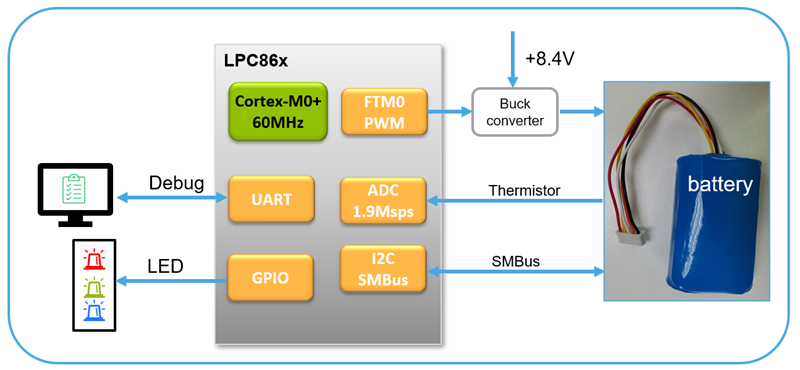 LPC86x
+8.4V
Cortex-M0+
60MHz
FTM0
PWM
Buck
converter
Debug
UART
ADC
1.9Msps
Thermistor
battery
LED
GPIO
I2C
SMBus
SMBus